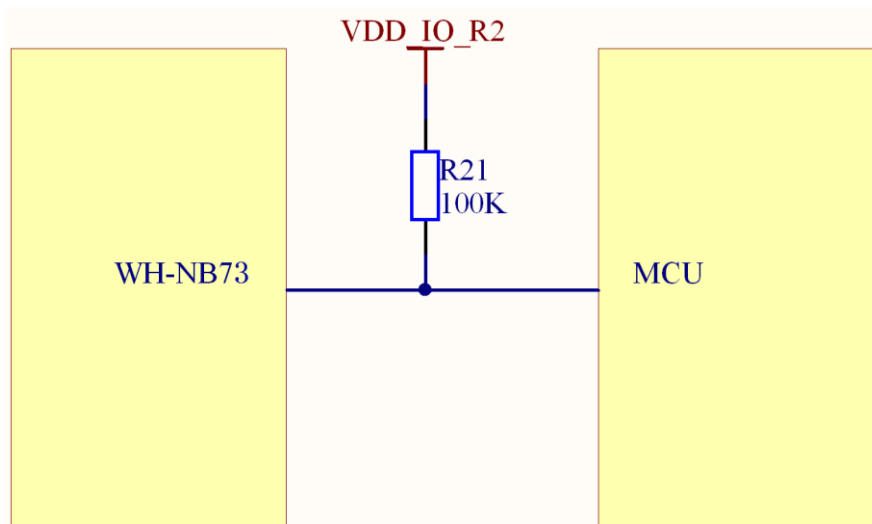 VDD_IO_R2
R21
100K
WH-NB73
MCU